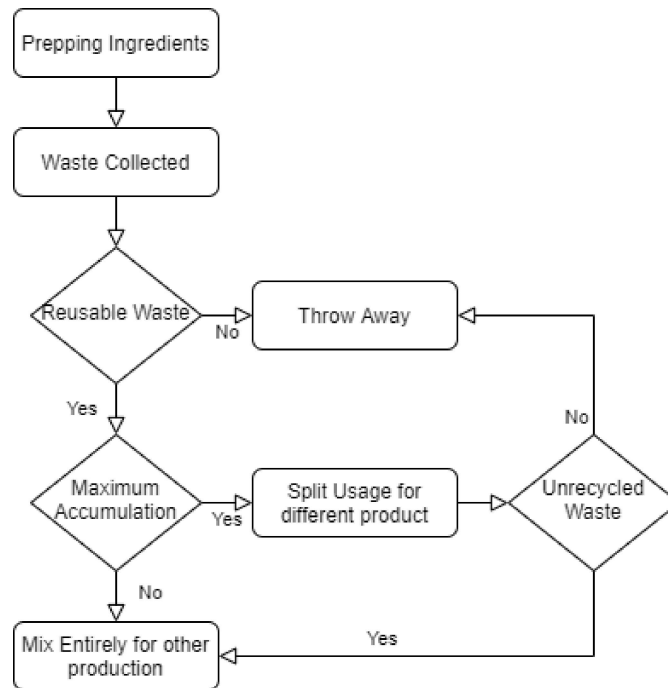 Prepping Ingredients
Waste Collected
Reusable Waste
No
Throw Away
Yes
No
Maximum
Accumulation
Yes
Split Usage for
different product
Unrecycled
Waste
No
Mix Entirely for other
production
Yes